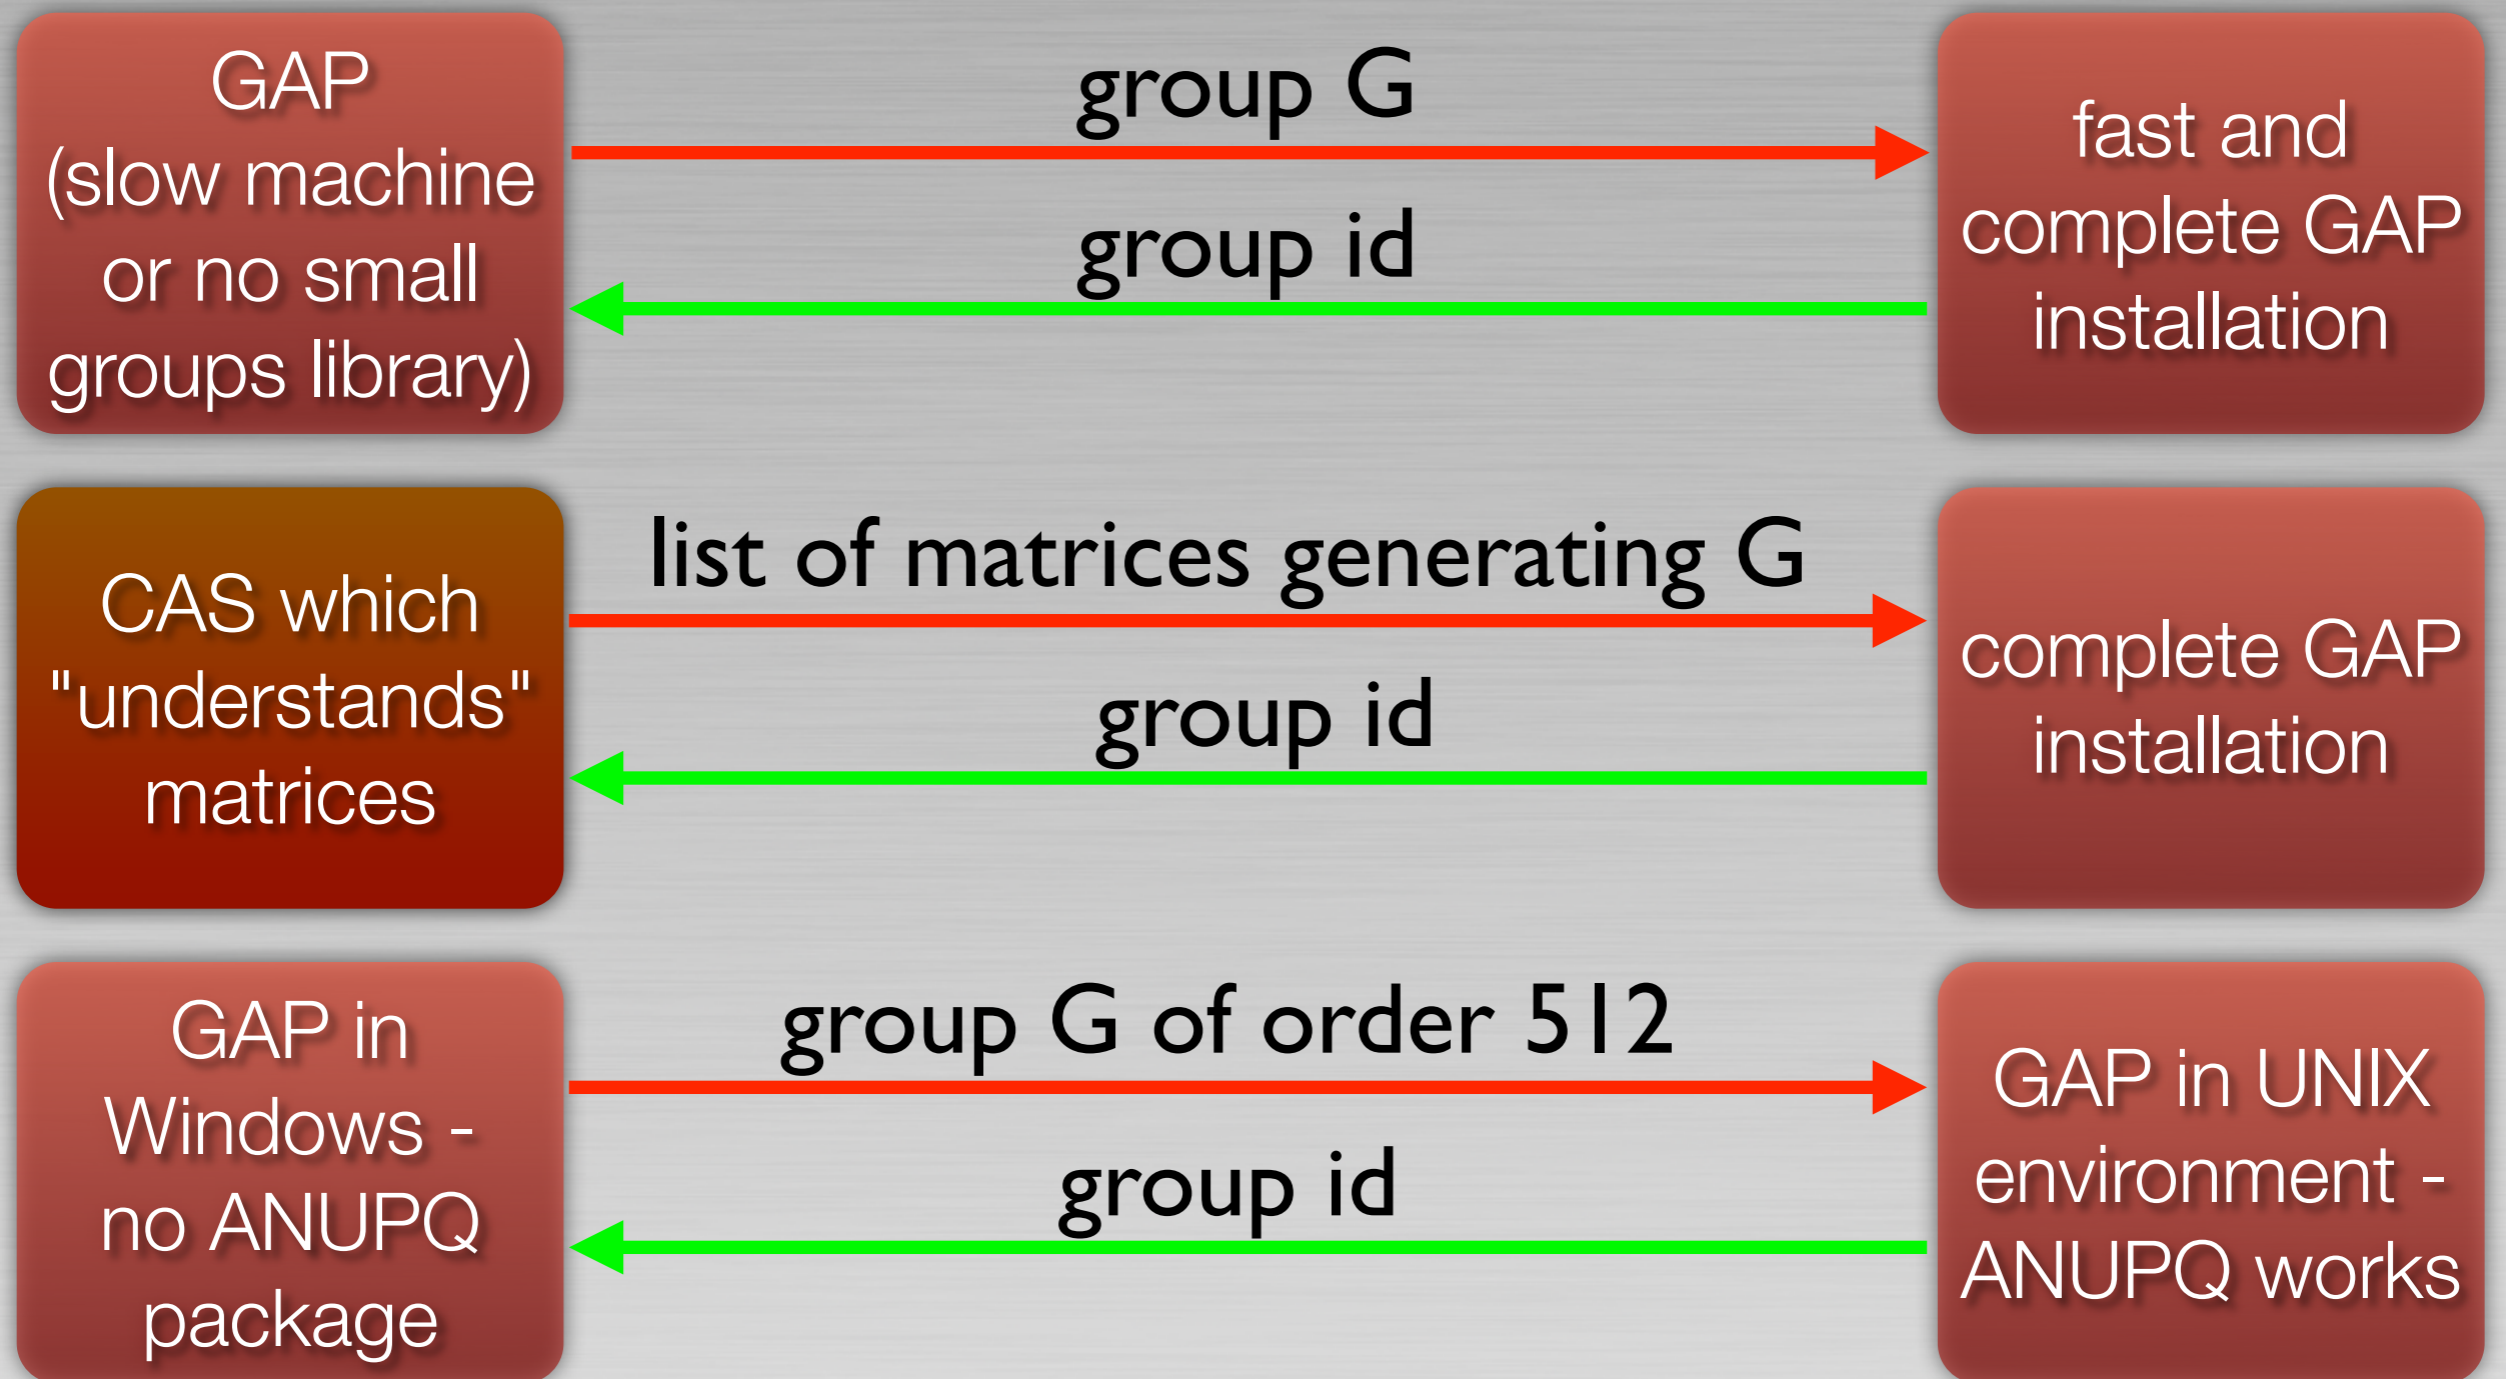 GAP
(slow machine
or no small
groups library)
group G
group id
fast and
complete GAP
installation
CAS which
"understands"
matrices
list of matrices generating G
group id
complete GAP
installation
GAP in
Windows -
no ANUPQ
package
group G of order 512
group id
GAP in UNIX
environment -
ANUPQ works